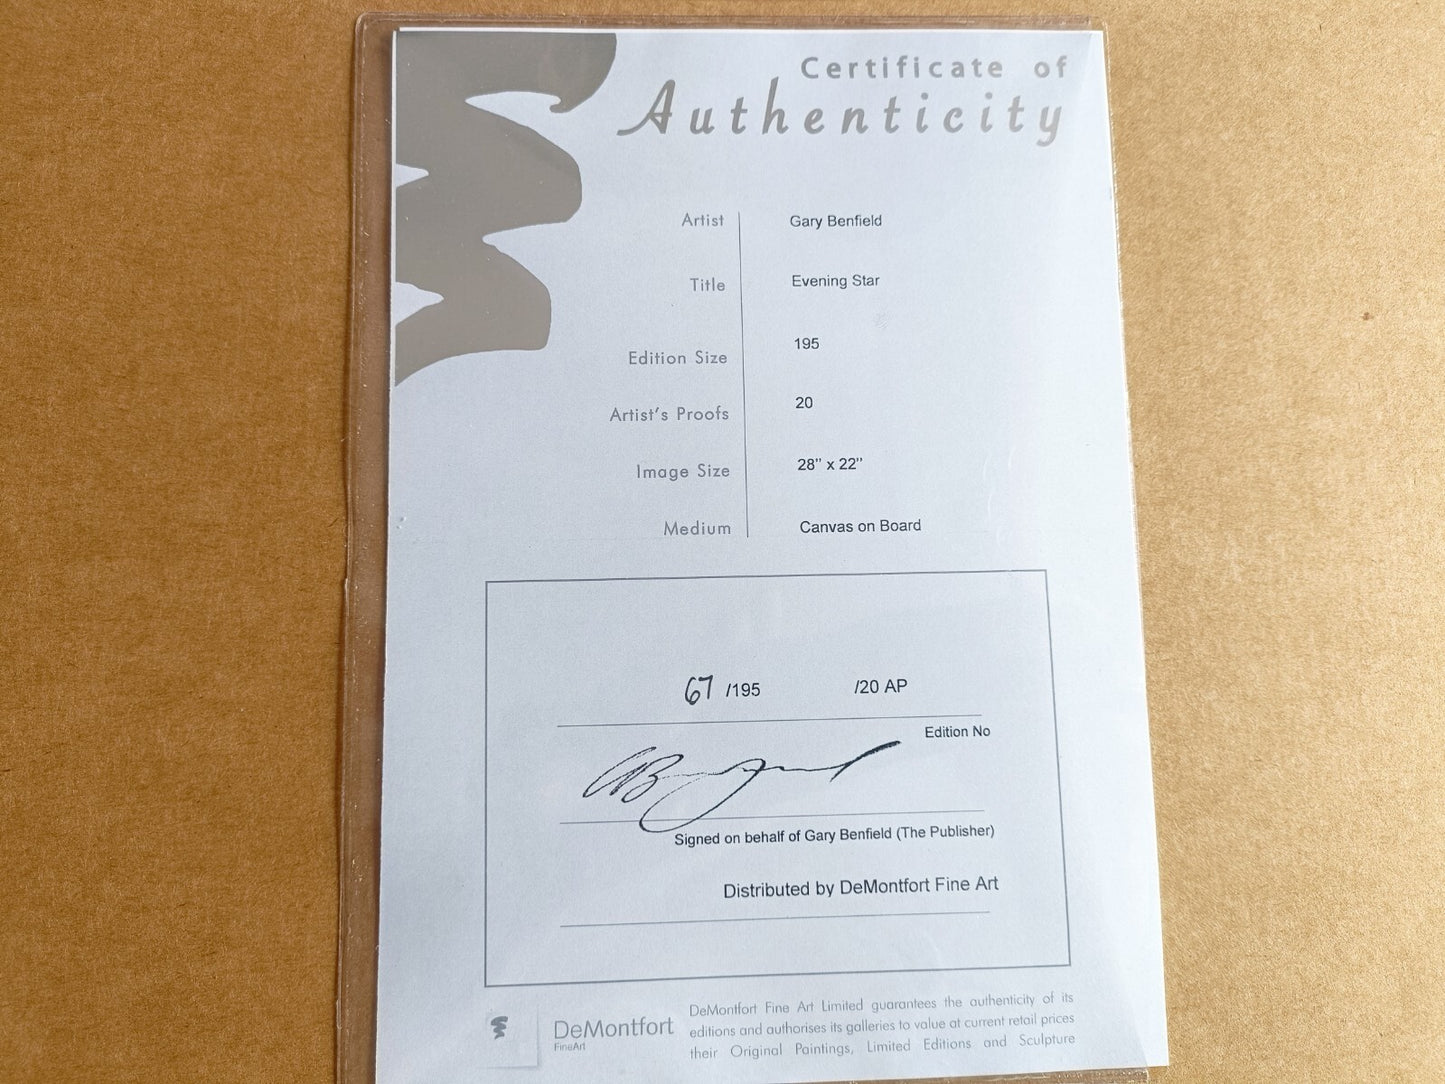 Certificate of
Authenticity
Artist Gary Benfield
Title Evening Star
Edition Size 195
Artist's Proofs 20
Image Size 28" x 22"
Medium Canvas on Board
67 /195 /20 AP
Edition No
Signed on behalf of Gary Benfield (The Publisher)
Distributed by DeMontfort Fine Art
DeMontfort
FineArt
DeMontfort Fine Art Limited guarantees the authenticity of its
editions and authorises its galleries to value at current retail prices
their Original Paintings, Limited Editions and Sculpture